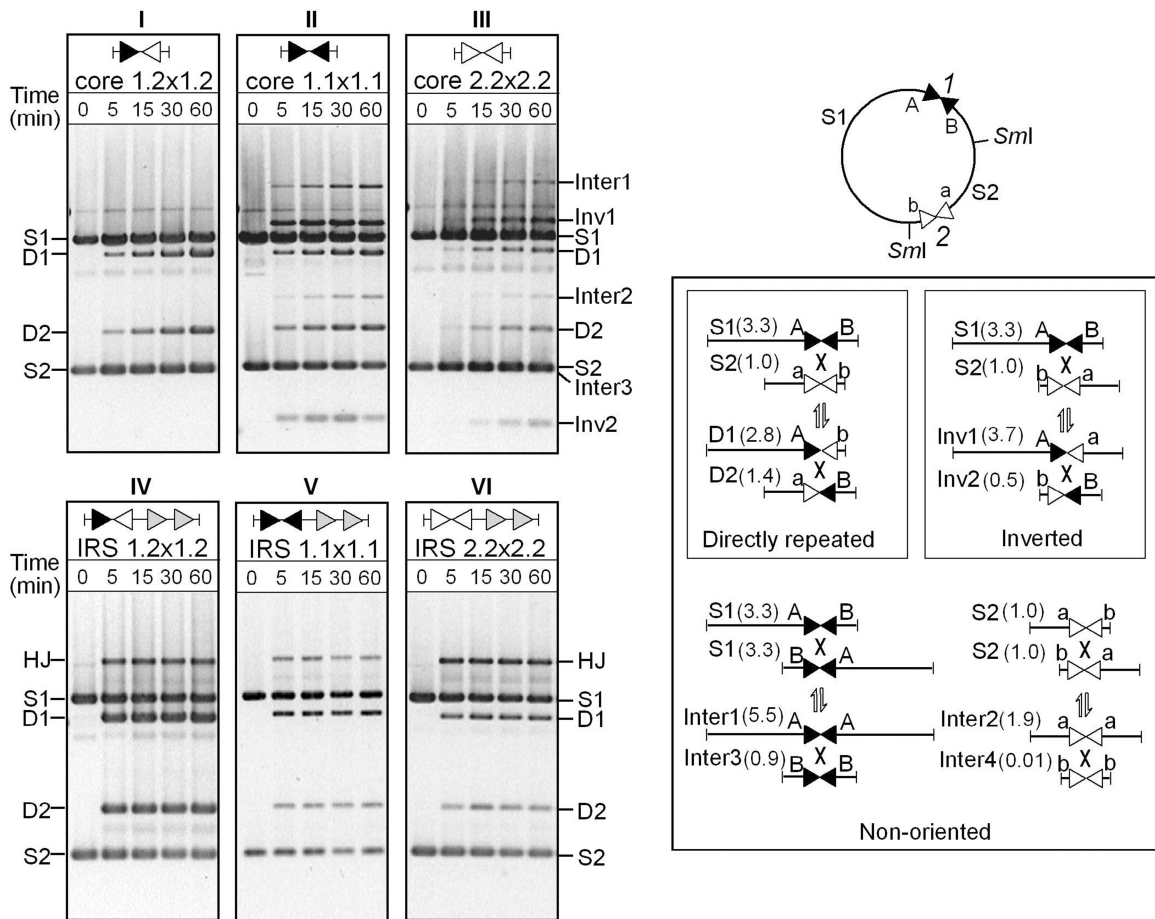 I
II
III
core 1.2x1.2
core 1.1x1.1
core 2.2x2.2
Time (min)
0 5 15 30 60
0 5 15 30 60
0 5 15 30 60
S1
D1
D2
S2
Inter1
Inv1
S1
D1
Inter2
D2
S2
Inter3
Inv2
IV
V
VI
IRS 1.2x1.2
IRS 1.1x1.1
IRS 2.2x2.2
Time (min)
0 5 15 30 60
0 5 15 30 60
0 5 15 30 60
HJ
S1
D1
D2
S2
HJ
S1
D1
D2
S2
1
A
B
S1
SmI
S2
a
b
2
SmI
S1(3.3) A B
X
S2(1.0) a b
D1(2.8) A b
X
D2(1.4) a B
Directly repeated
S1(3.3) A B
X
S2(1.0) b a
Inv1(3.7) A a
X
Inv2(0.5) b B
Inverted
S1(3.3) A B
X
S1(3.3) B A
Inter1(5.5) A A
X
Inter3(0.9) B B
S2(1.0) a b
X
S2(1.0) b a
Inter2(1.9) a a
X
Inter4(0.01) b b
Non-oriented